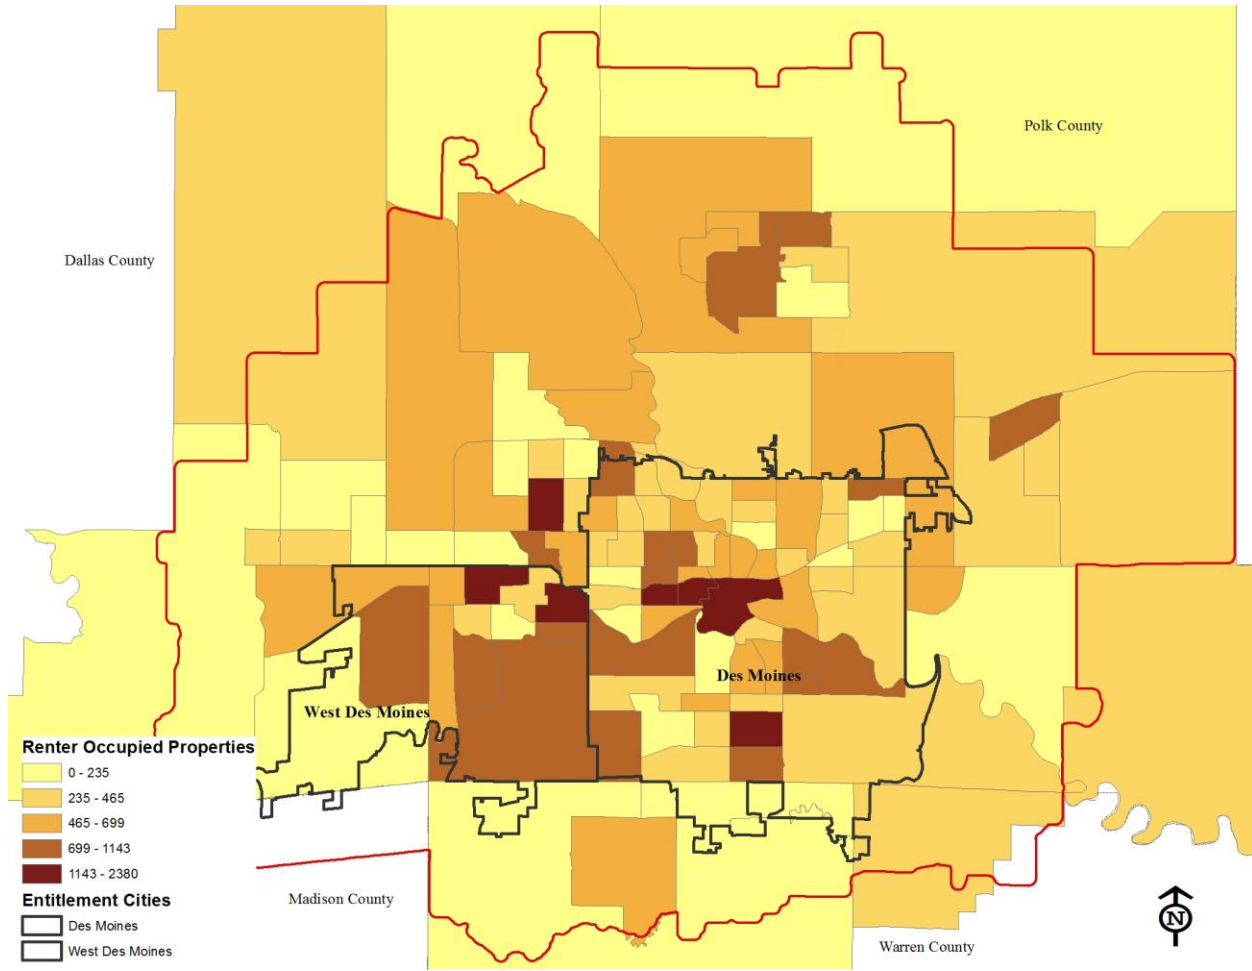 Polk County
Dallas County
Des Moines
West Des Moines
Renter Occupied Properties
0 - 235
235 - 465
465 - 699
699 - 1143
1143 - 2380
Entitlement Cities
Des Moines
West Des Moines
Madison County
Warren County
N